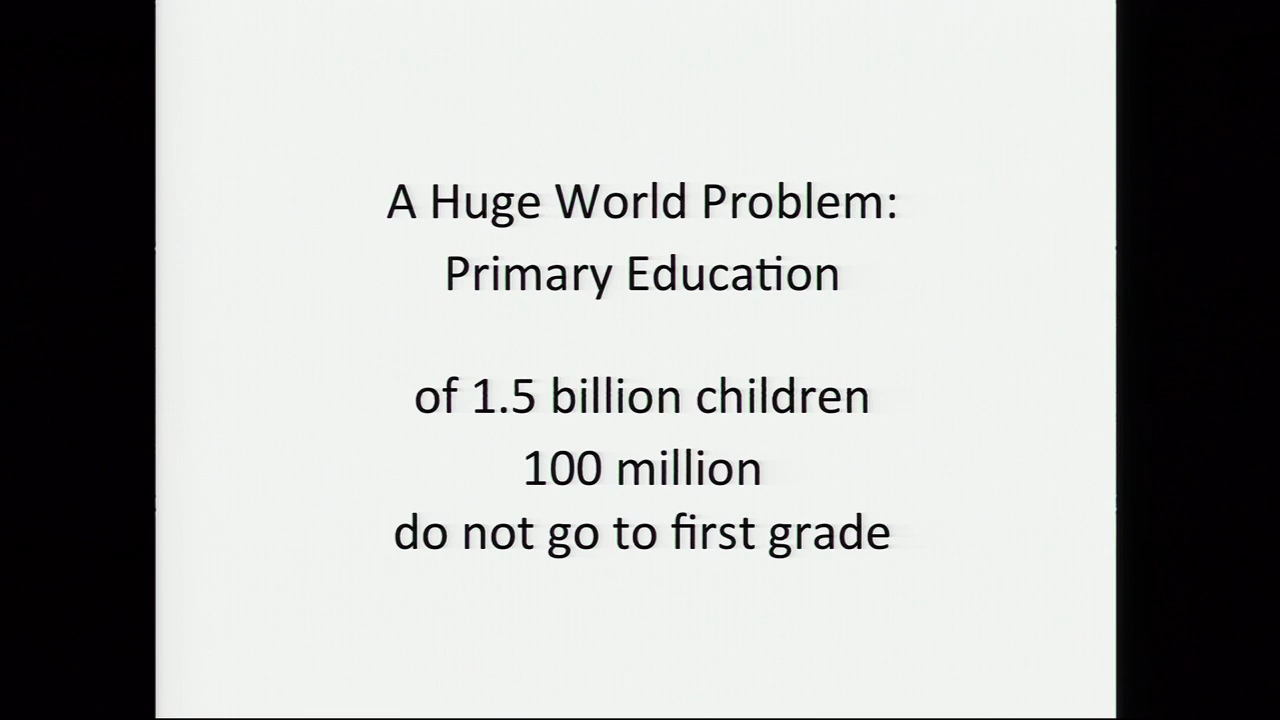 A Huge World Problem:
Primary Education
of 1.5 billion children
100 million
do not go to first grade